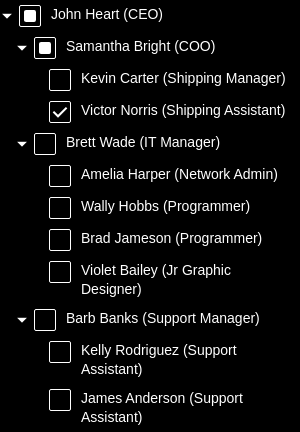 John Heart (CEO)
Samantha Bright (COO)
Kevin Carter (Shipping Manager)
Victor Norris (Shipping Assistant)
Brett Wade (IT Manager)
Amelia Harper (Network Admin)
Wally Hobbs (Programmer)
Brad Jameson (Programmer)
Violet Bailey (Jr Graphic
Designer)
Barb Banks (Support Manager)
Kelly Rodriguez (Support
Assistant)
James Anderson (Support
Assistant)